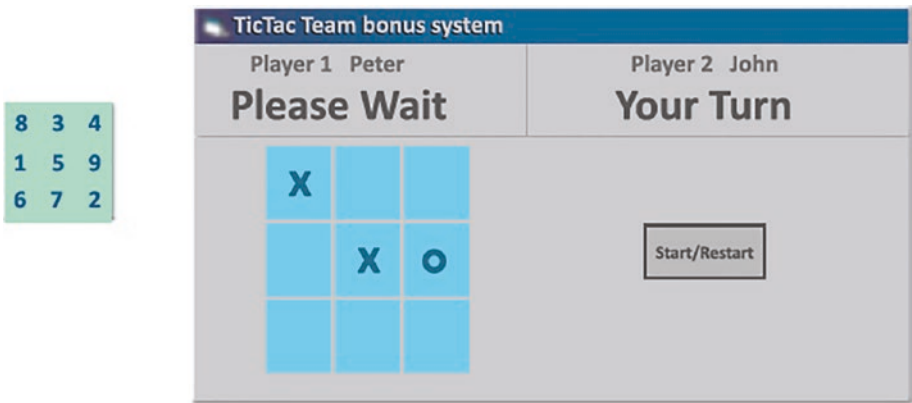 TicTac Team bonus system
Player 1 Peter
Player 2 John
Please Wait
Your Turn
8 3 4
1 5 9
6 7 2
X
X O
Start/Restart